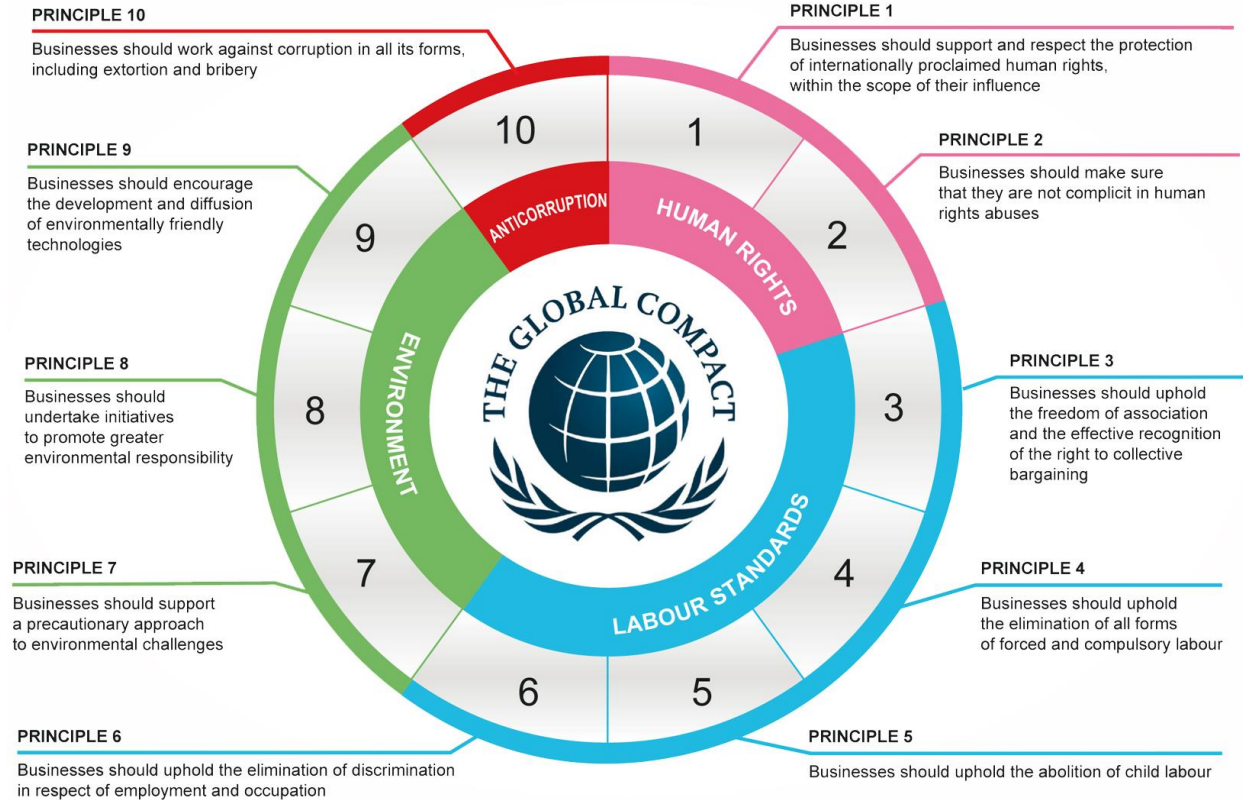 PRINCIPLE 10
Businesses should work against corruption in all its forms,
including extortion and bribery
PRINCIPLE 1
Businesses should support and respect the protection
of internationally proclaimed human rights,
within the scope of their influence
PRINCIPLE 9
Businesses should encourage
the development and diffusion
of environmentally friendly
technologies
PRINCIPLE 2
Businesses should make sure
that they are not complicit in human
rights abuses
PRINCIPLE 8
Businesses should
undertake initiatives
to promote greater
environmental responsibility
PRINCIPLE 3
Businesses should uphold
the freedom of association
and the effective recognition
of the right to collective
bargaining
PRINCIPLE 7
Businesses should support
a precautionary approach
to environmental challenges
PRINCIPLE 4
Businesses should uphold
the elimination of all forms
of forced and compulsory labour
PRINCIPLE 6
Businesses should uphold the elimination of discrimination
in respect of employment and occupation
PRINCIPLE 5
Businesses should uphold the abolition of child labour
10
1
9
2
8
3
7
4
6
5
ANTICORRUPTION
HUMAN RIGHTS
ENVIRONMENT
LABOUR STANDARDS
THE GLOBAL COMPACT